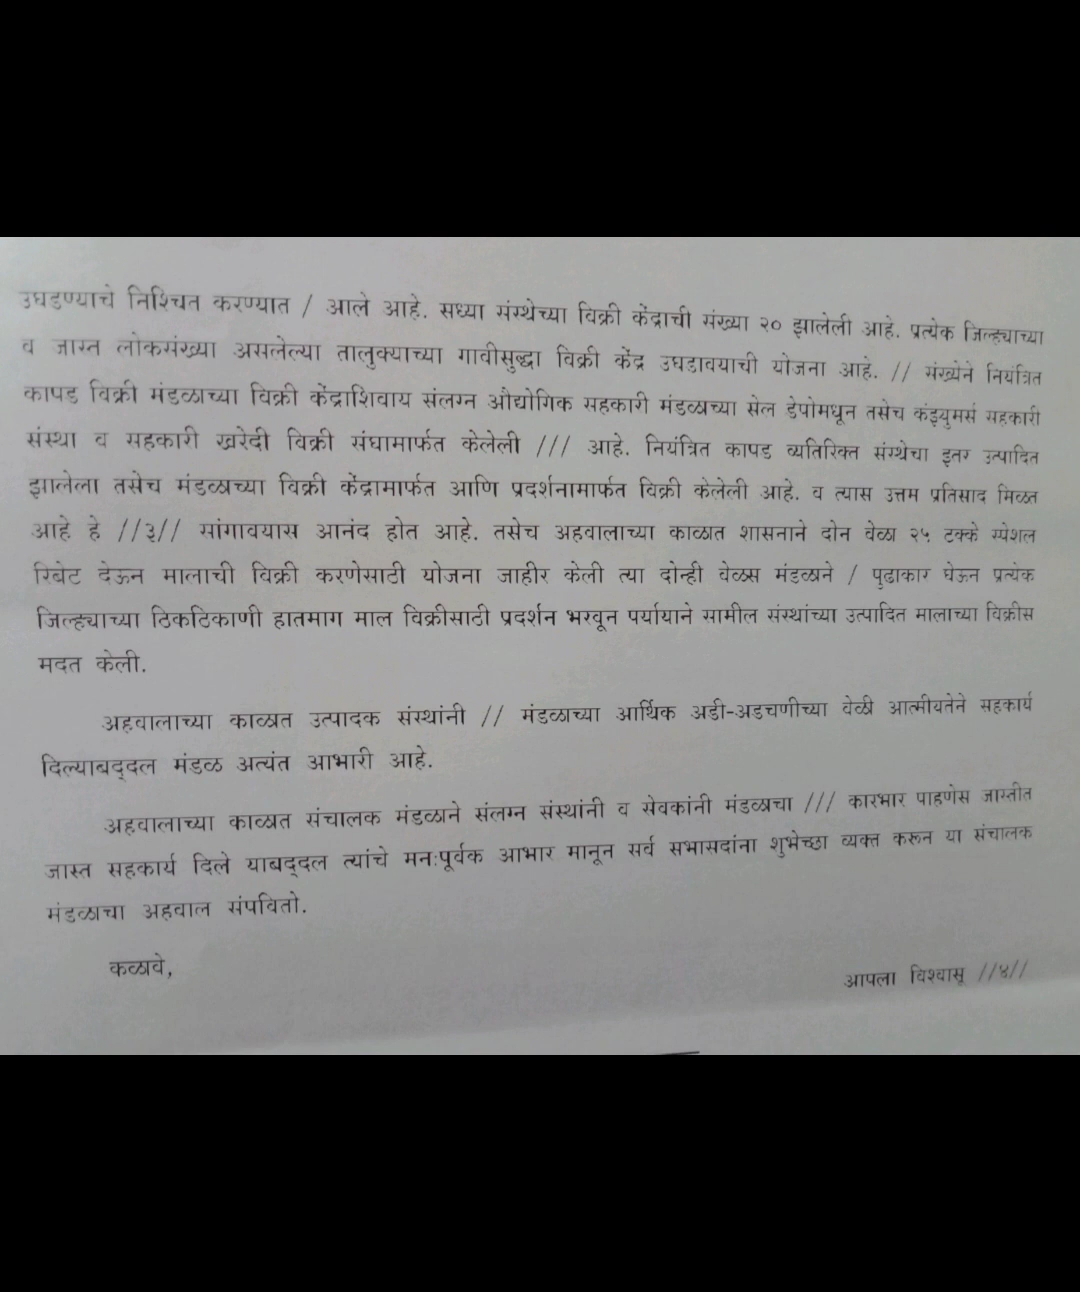 उघडण्याचे निश्चित करण्यात / आले आहे. सध्या संस्थेच्या विक्री केंद्राची संख्या २० झालेली आहे. प्रत्येक जिल्ह्याच्या
व जास्त लोकसंख्या असलेल्या तालुक्याच्या गावीसुद्धा विक्री केंद्र उघडावयाची योजना आहे. // संस्थेने नियंत्रित
कापड विक्री मंडळाच्या विक्री केंद्राशिवाय संलग्न औद्योगिक सहकारी मंडळाच्या सेल डेपोमधून तसेच कंझ्युमर्स सहकारी
संस्था व सहकारी खरेदी विक्री संघामार्फत केलेली /// आहे. नियंत्रित कापड व्यतिरिक्त संस्थेचा इतर उत्पादित
झालेला तसेच मंडळाच्या विक्री केंद्रामार्फत आणि प्रदर्शनामार्फत विक्री केलेली आहे. व त्यास उत्तम प्रतिसाद मिळत
आहे हे //३// सांगावयास आनंद होत आहे. तसेच अहवालाच्या काळात शासनाने दोन वेळा २५ टक्के स्पेशल
रिबेट देऊन मालाची विक्री करणेसाठी योजना जाहीर केली त्या दोन्ही वेळेस मंडळाने / पुढाकार घेऊन प्रत्येक
जिल्ह्याच्या ठिकठिकाणी हातमाग माल विक्रीसाठी प्रदर्शन भरवून पर्यायाने सामील संस्थांच्या उत्पादित मालाच्या विक्रीस
मदत केली.
अहवालाच्या काळात उत्पादक संस्थांनी // मंडळाच्या आर्थिक अडी-अडचणीच्या वेळी आत्मीयतेने सहकार्य
दिल्याबद्दल मंडळ अत्यंत आभारी आहे.
अहवालाच्या काळात संचालक मंडळाने संलग्न संस्थांनी व सेवकांनी मंडळाचा /// कारभार पाहणेस जास्तीत
जास्त सहकार्य दिले याबद्दल त्यांचे मनःपूर्वक आभार मानून सर्व सभासदांना शुभेच्छा व्यक्त करून या संचालक
मंडळाचा अहवाल संपवितो.
कळावे,
आपला विश्वासू //४//